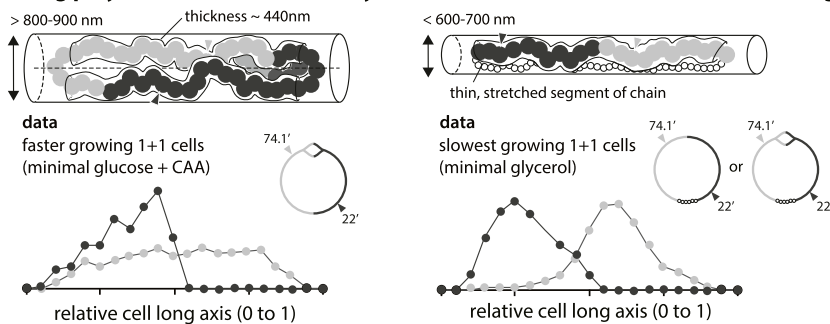 > 800-900 nm
thickness ~ 440nm
data
faster growing 1+1 cells
(minimal glucose + CAA)
74.1'
22'
relative cell long axis (0 to 1)
< 600-700 nm
thin, stretched segment of chain
data
slowest growing 1+1 cells
(minimal glycerol)
74.1'
22'
or
74.1'
22
relative cell long axis (0 to 1)